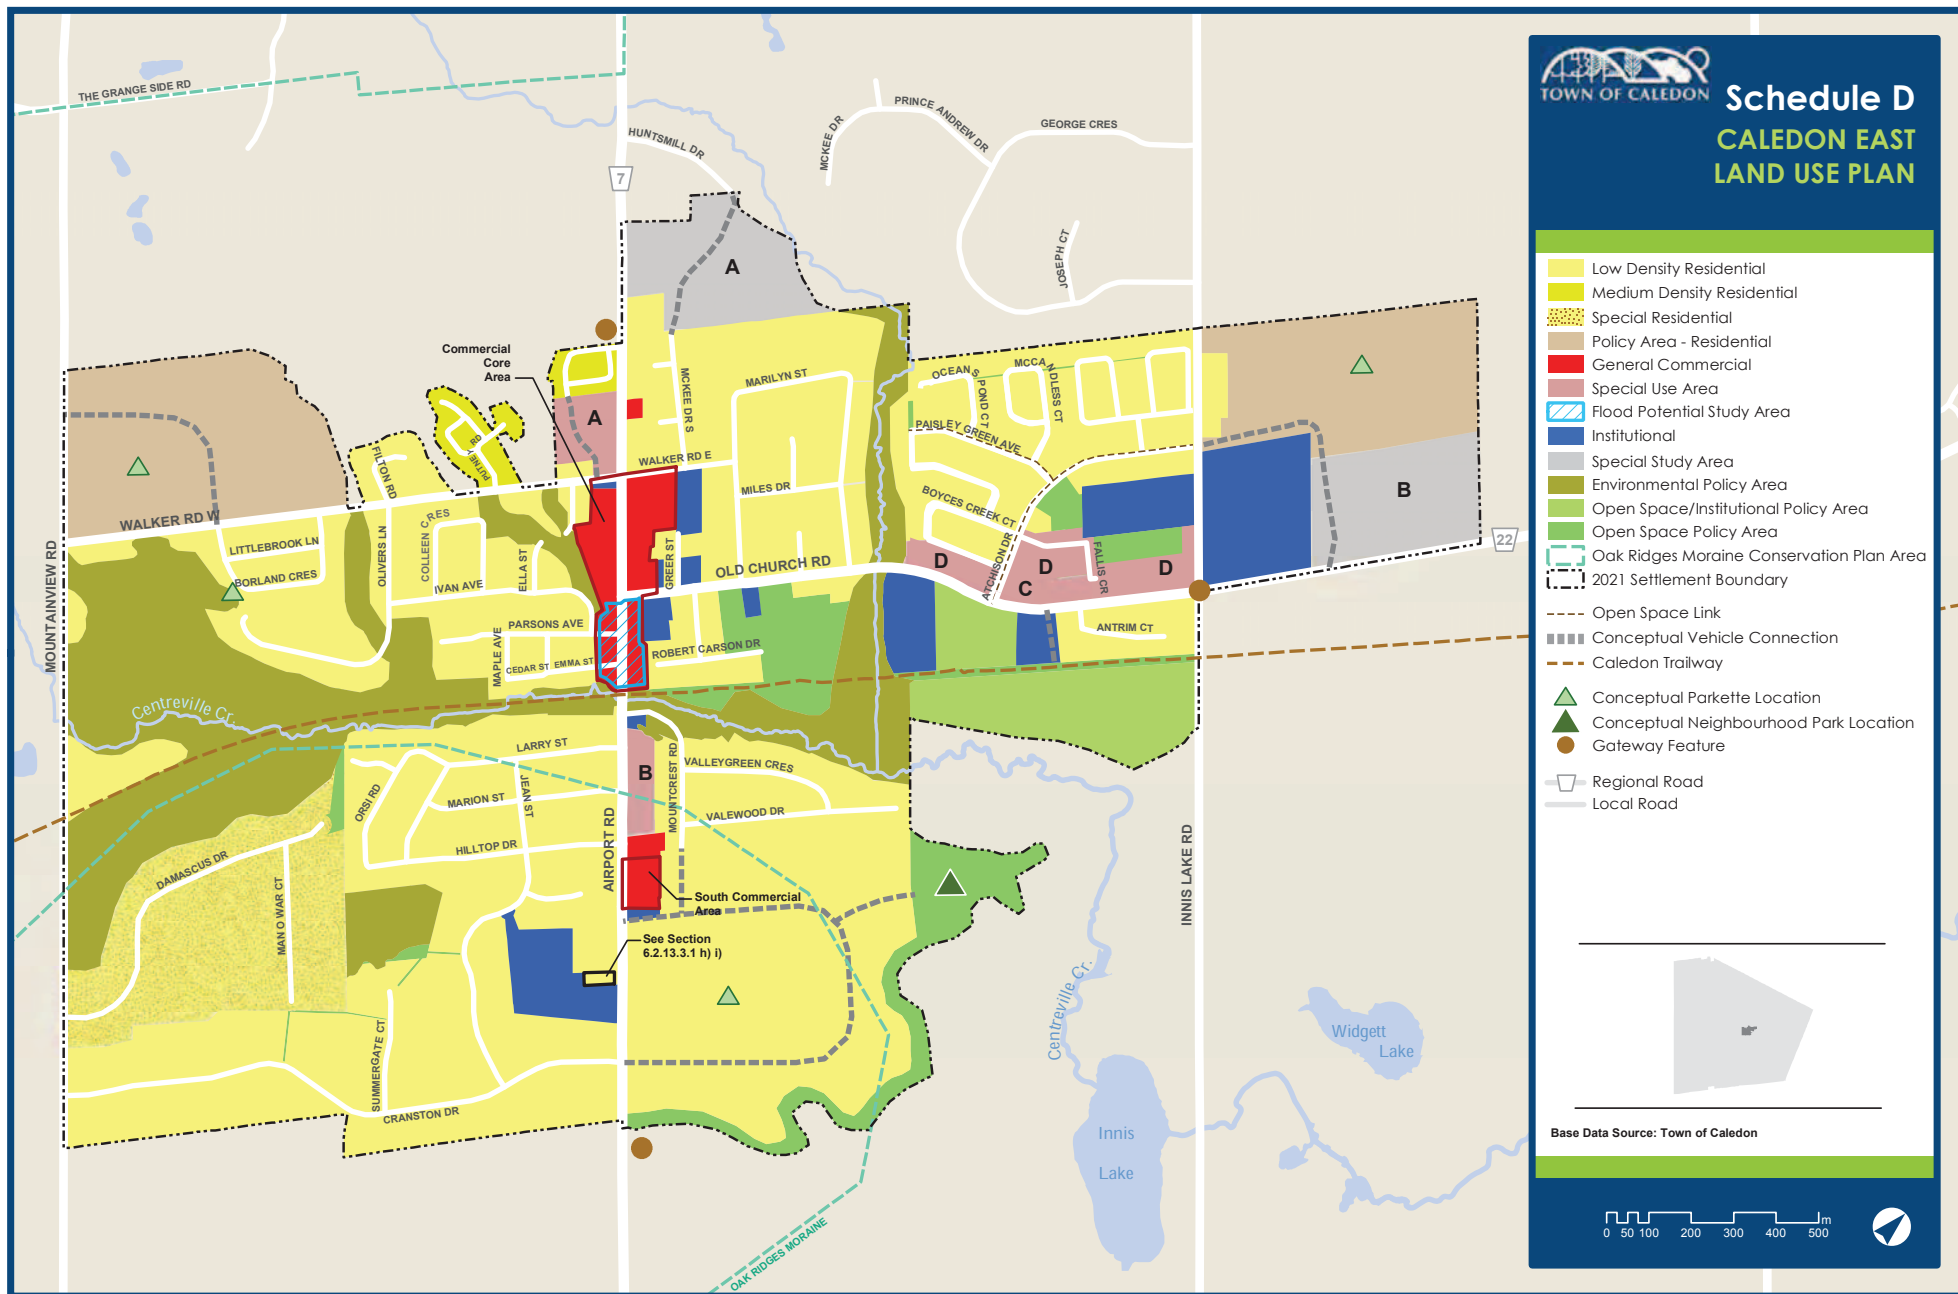 TOWN OF CALEDON
Schedule D
CALEDON EAST
LAND USE PLAN
Low Density Residential
Medium Density Residential
Special Residential
Policy Area - Residential
General Commercial
Special Use Area
Flood Potential Study Area
Institutional
Special Study Area
Environmental Policy Area
Open Space/Institutional Policy Area
Open Space Policy Area
Oak Ridges Moraine Conservation Plan Area
2021 Settlement Boundary
Open Space Link
Conceptual Vehicle Connection
Caledon Trailway
Conceptual Parkette Location
Conceptual Neighbourhood Park Location
Gateway Feature
Regional Road
Local Road
Base Data Source: Town of Caledon
0 50 100 200 300 400 500 m
THE GRANGE SIDE RD
HUNTSMILL DR
7
MCKEE DR
PRINCE ANDREW DR
GEORGE CRES
JOSEPH CT
A
Commercial
Core
Area
A
MCKEE DR S
MARILYN ST
OCEANS POND CT
MCCANDLESS CT
PAISLEY GREEN AVE
WALKER RD E
MILES DR
BOYCES CREEK CT
B
22
FILTON RD
PUTNEY RD
WALKER RD W
LITTLEBROOK LN
BORLAND CRES
OLIVERS LN
COLLEEN CRES
IVAN AVE
ELLA ST
GREER ST
OLD CHURCH RD
ATCHISON DR
FALLIS CIR
D
D
D
C
ANTRIM CT
MOUNTAINVIEW RD
PARSONS AVE
MAPLE AVE
CEDAR ST
EMMA ST
ROBERT CARSON DR
Centreville Cr.
LARRY ST
JEAN ST
MARION ST
ORSI RD
HILLTOP DR
AIRPORT RD
B
MOUNTCREST RD
VALLEYGREEN CRES
VALEWOOD DR
INNIS LAKE RD
DAMASCUS DR
MAN O WAR CT
South Commercial
Area
See Section
6.2.13.3.1 h) i)
SUMMERGATE CT
CRANSTON DR
Centreville Cr.
Widgett
Lake
Innis
Lake
OAK RIDGES MORAINE